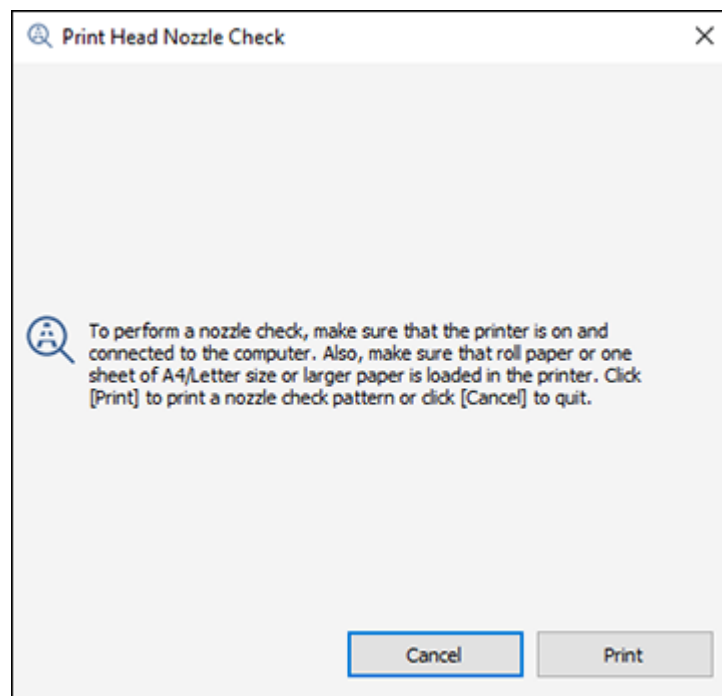 Print Head Nozzle Check
To perform a nozzle check, make sure that the printer is on and
connected to the computer. Also, make sure that roll paper or one
sheet of A4/Letter size or larger paper is loaded in the printer. Click
[Print] to print a nozzle check pattern or click [Cancel] to quit.
Cancel Print